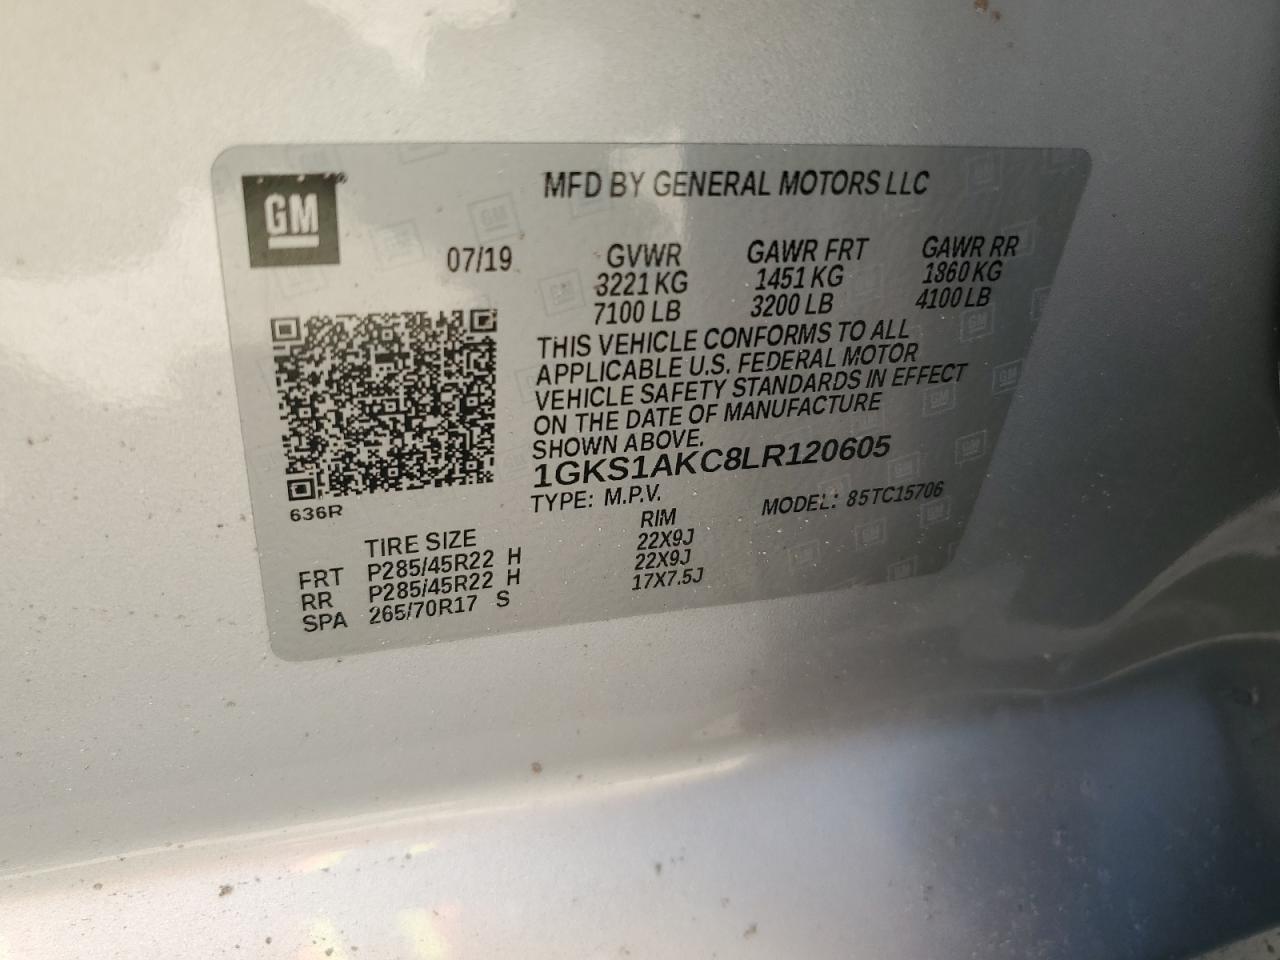 GM
MFD BY GENERAL MOTORS LLC
07/19 GVWR GAWR FRT GAWR RR
3221 KG 1451 KG 1860 KG
7100 LB 3200 LB 4100 LB
THIS VEHICLE CONFORMS TO ALL
APPLICABLE U.S. FEDERAL MOTOR
VEHICLE SAFETY STANDARDS IN EFFECT
ON THE DATE OF MANUFACTURE
SHOWN ABOVE.
1GKS1AKC8LR120605
TYPE: M.P.V. MODEL: 85TC15706
636R
TIRE SIZE RIM
FRT P285/45R22 H 22X9J
RR P285/45R22 H 22X9J
SPA 265/70R17 S 17X7.5J